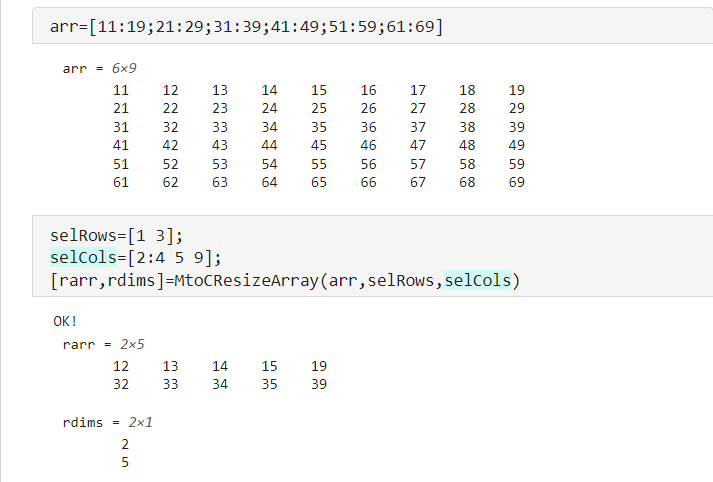 arr=[11:19;21:29;31:39;41:49;51:59;61:69]
arr = 6×9
11 12 13 14 15 16 17 18 19
21 22 23 24 25 26 27 28 29
31 32 33 34 35 36 37 38 39
41 42 43 44 45 46 47 48 49
51 52 53 54 55 56 57 58 59
61 62 63 64 65 66 67 68 69
selRows=[1 3];
selCols=[2:4 5 9];
[rarr,rdims]=MtoCResizeArray(arr,selRows,selCols)
OK!
rarr = 2×5
12 13 14 15 19
32 33 34 35 39
rdims = 2×1
2
5